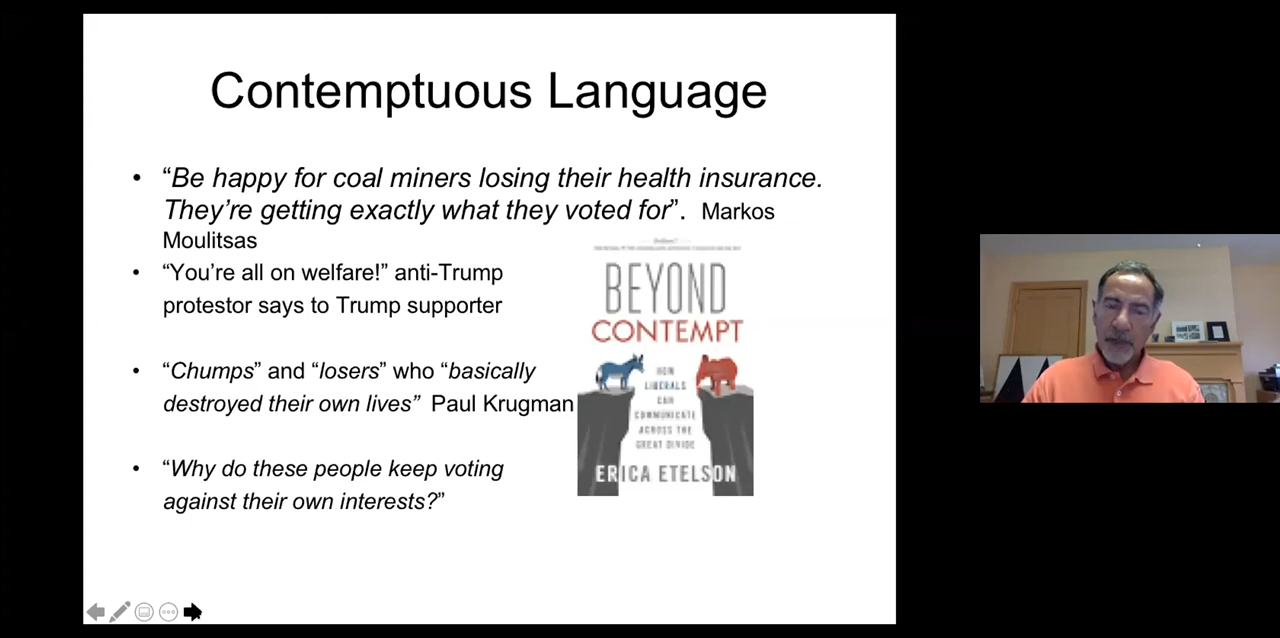 Contemptuous Language
• “Be happy for coal miners losing their health insurance.
They’re getting exactly what they voted for”. Markos
Moulitsas
• “You’re all on welfare!” anti-Trump
protestor says to Trump supporter
• “Chumps” and “losers” who “basically
destroyed their own lives” Paul Krugman
• “Why do these people keep voting
against their own interests?”
BEYOND
CONTEMPT
HOW
LIBERALS
CAN
COMMUNICATE
ACROSS THE
GREAT DIVIDE
ERICA ETELSON